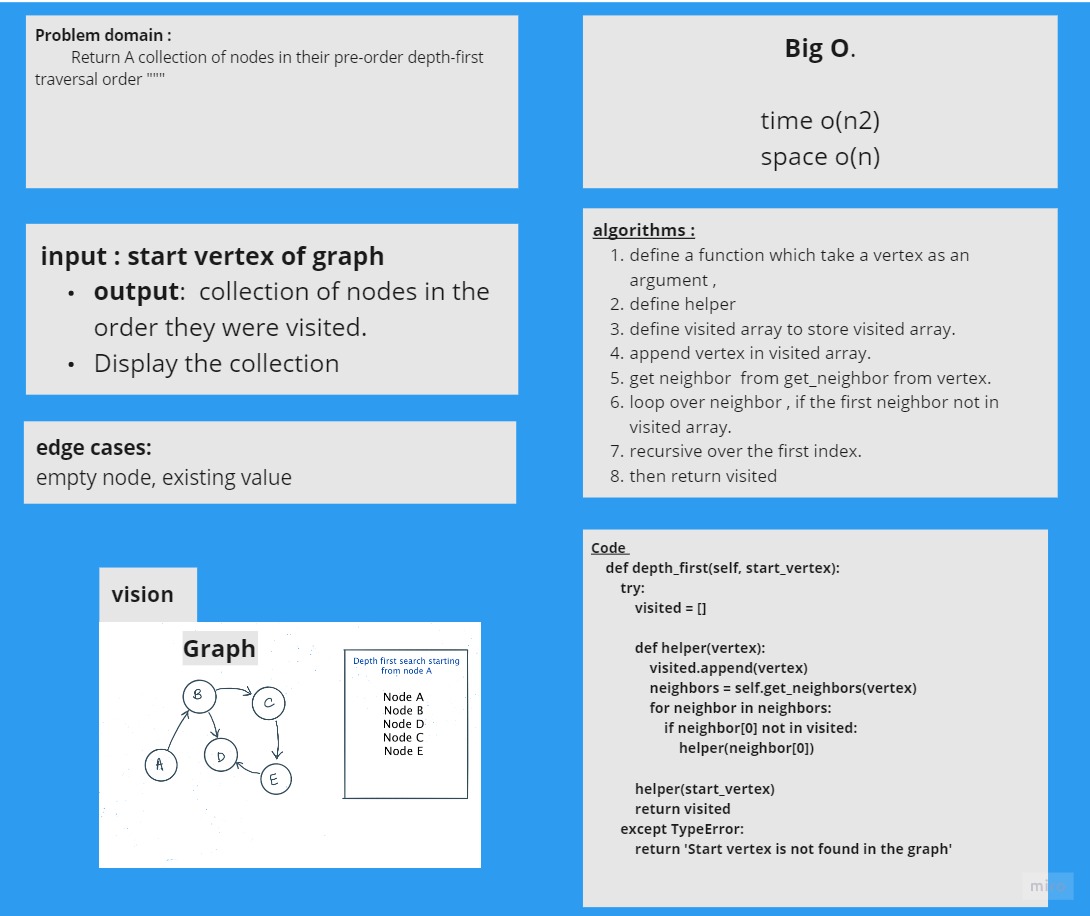 Problem domain :
Return A collection of nodes in their pre-order depth-first
traversal order """
Big O.
time o(n2)
space o(n)
input : start vertex of graph
• output: collection of nodes in the
order they were visited.
• Display the collection
algorithms :
1. define a function which take a vertex as an
argument ,
2. define helper
3. define visited array to store visited array.
4. append vertex in visited array.
5. get neighbor from get_neighbor from vertex.
6. loop over neighbor , if the first neighbor not in
visited array.
7. recursive over the first index.
8. then return visited
edge cases:
empty node, existing value
vision
Graph
B
C
A
D
E
Depth first search starting
from node A
Node A
Node B
Node D
Node C
Node E
Code
def depth_first(self, start_vertex):
try:
visited = []
def helper(vertex):
visited.append(vertex)
neighbors = self.get_neighbors(vertex)
for neighbor in neighbors:
if neighbor[0] not in visited:
helper(neighbor[0])
helper(start_vertex)
return visited
except TypeError:
return 'Start vertex is not found in the graph'